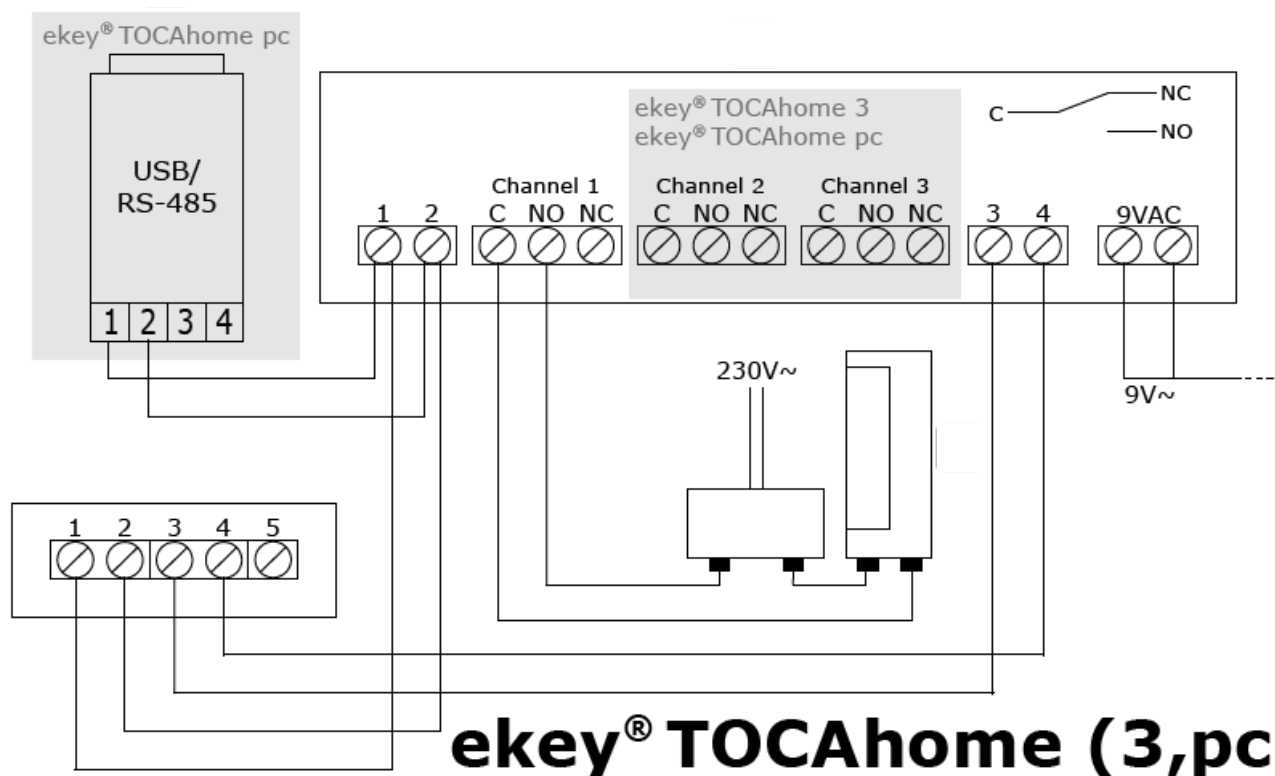 ekey® TOCAhome pc
USB/
RS-485
1 2 3 4
ekey® TOCAhome 3
ekey® TOCAhome pc
C
NC
NO
Channel 1
Channel 2
Channel 3
1 2
C NO NC
C NO NC
C NO NC
3 4
9VAC
230V~
9V~
1 2 3 4 5
ekey® TOCAhome (3,pc